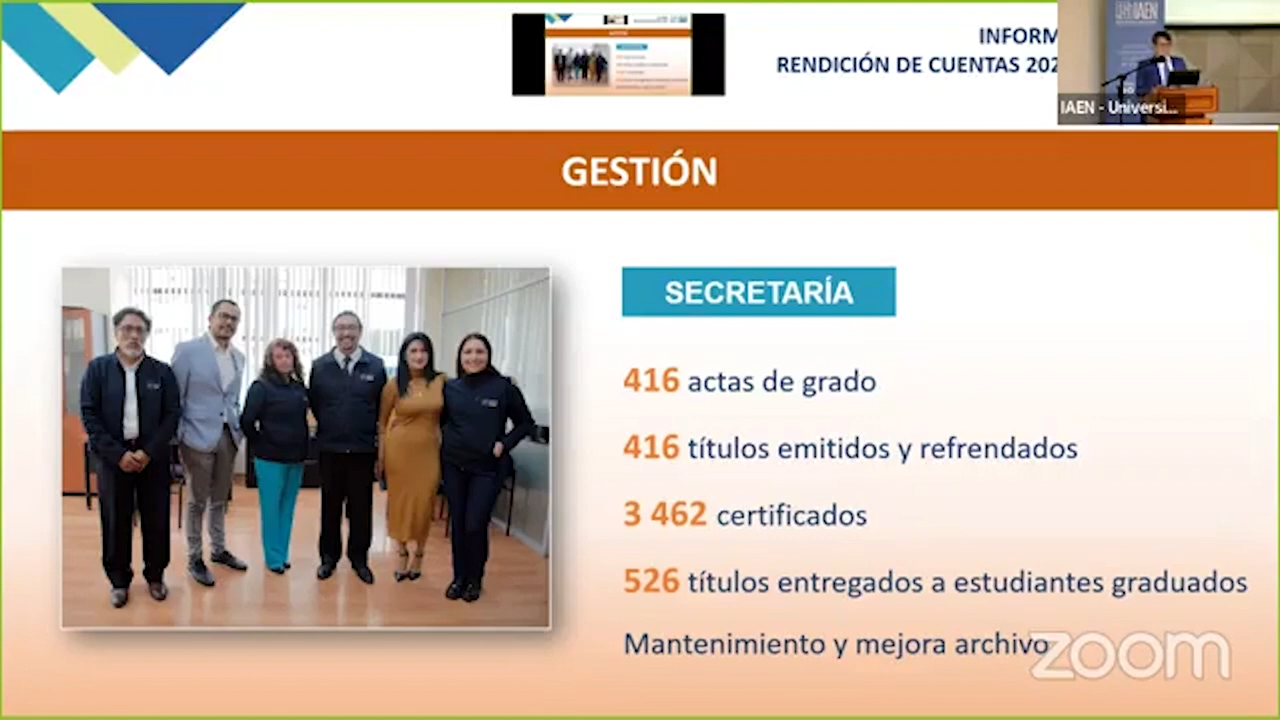 INFORM
RENDICIÓN DE CUENTAS 202
IAEN
IAEN - Universi...
GESTIÓN
SECRETARÍA
416 actas de grado
416 títulos emitidos y refrendados
3 462 certificados
526 títulos entregados a estudiantes graduados
Mantenimiento y mejora archivo
zoom